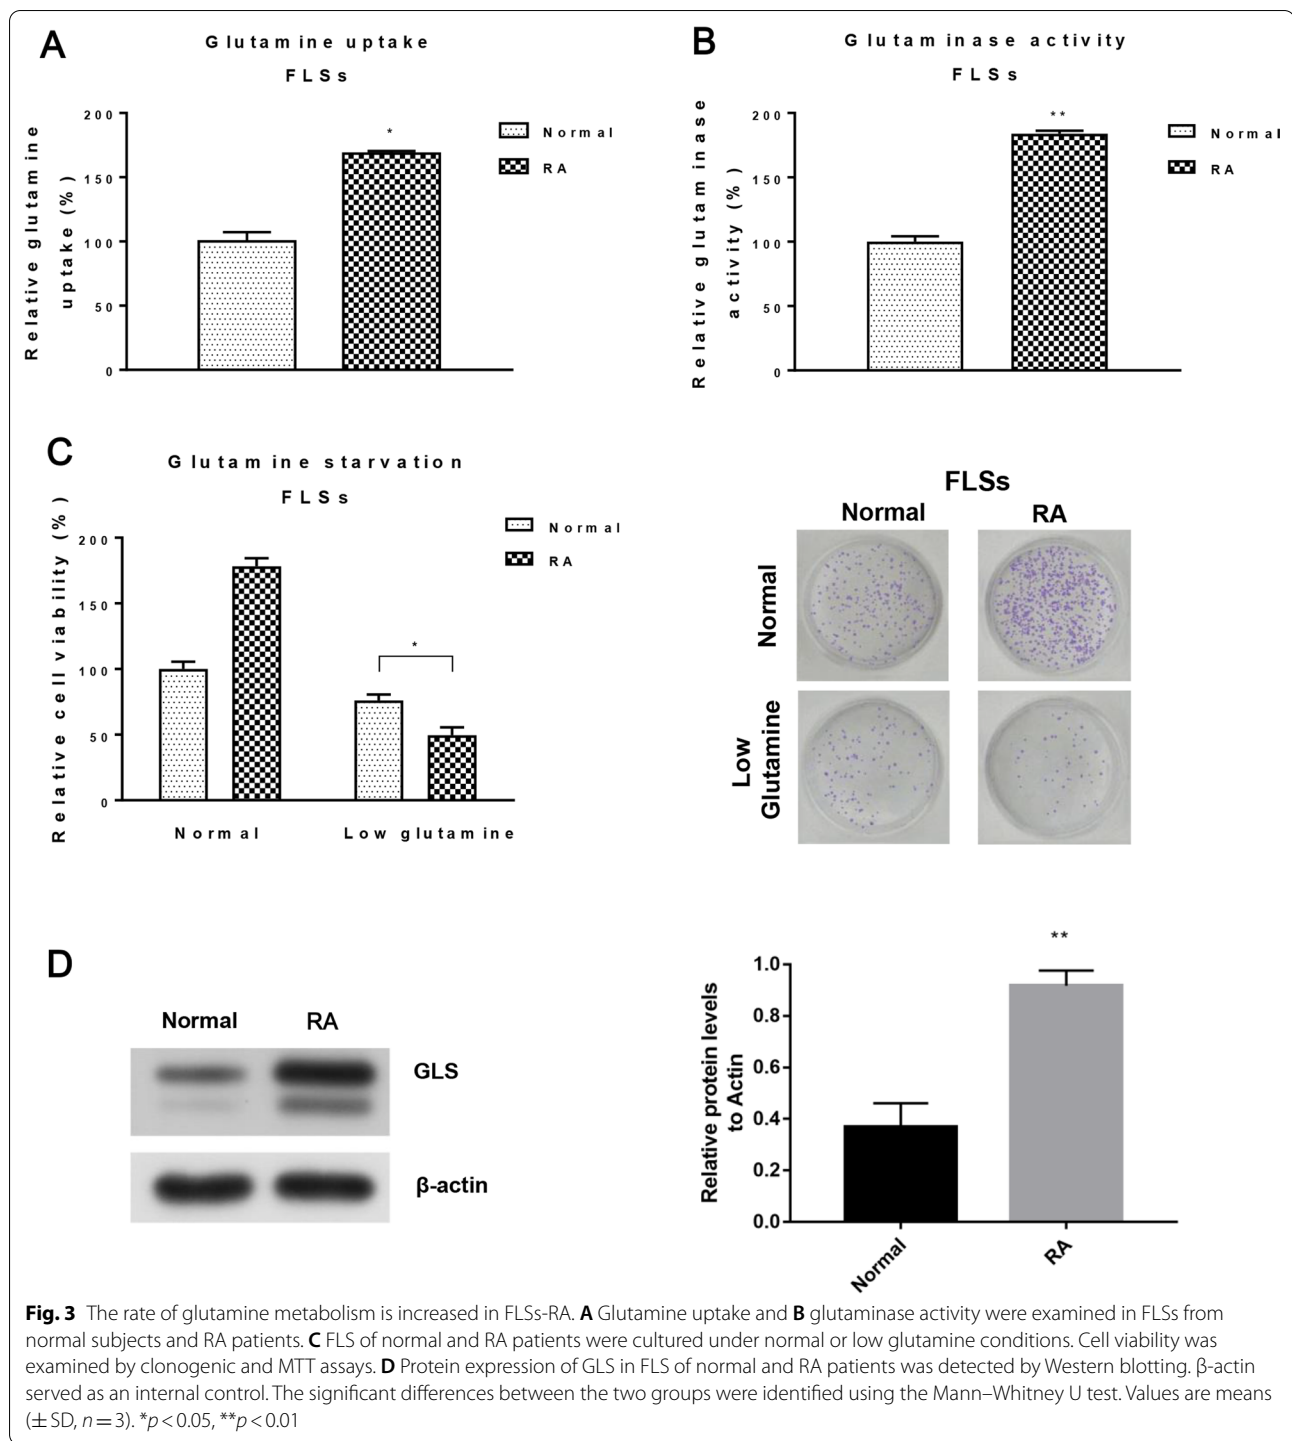 A
Glutamine uptake
FLSs
Relative glutamine
uptake (%)
200
150
100
50
0
*
Normal
RA
B
Glutaminase activity
FLSs
Relative glutaminase
activity (%)
200
150
100
50
0
**
Normal
RA
C
Glutamine starvation
FLSs
Relative cell viability (%)
200
150
100
50
0
*
Normal
RA
Normal
Low glutamine
FLSs
Normal
RA
Normal
Low
Glutamine
D
Normal
RA
GLS
β-actin
Relative protein levels
to Actin
1.0
0.8
0.6
0.4
0.2
0.0
**
Normal
RA
Fig. 3 The rate of glutamine metabolism is increased in FLSs-RA. A Glutamine uptake and B glutaminase activity were examined in FLSs from
normal subjects and RA patients. C FLS of normal and RA patients were cultured under normal or low glutamine conditions. Cell viability was
examined by clonogenic and MTT assays. D Protein expression of GLS in FLS of normal and RA patients was detected by Western blotting. β-actin
served as an internal control. The significant differences between the two groups were identified using the Mann–Whitney U test. Values are means
(± SD, n = 3). *p < 0.05, **p < 0.01